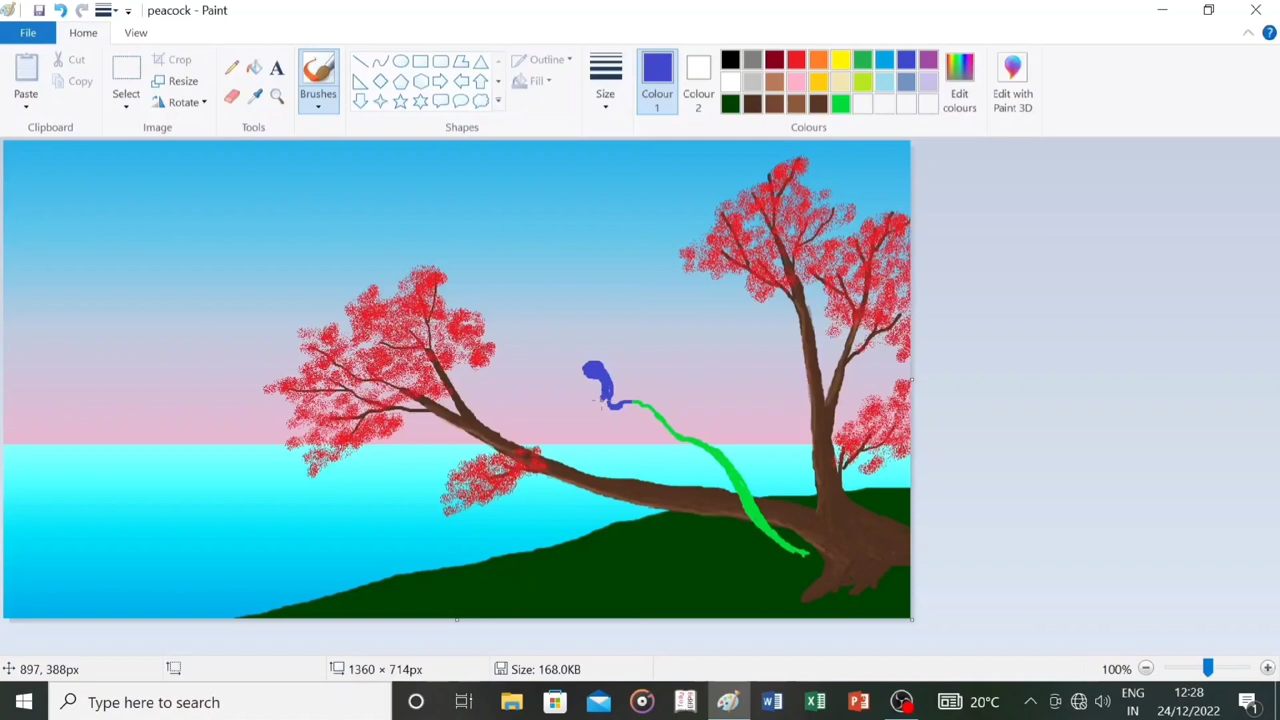 peacock - Paint
File Home View
Paste
Cut
Copy
Clipboard
Select
Crop
Resize
Rotate
Image
A
Tools
Brushes
Outline
Fill
Shapes
Size
Colour
1
Colour
2
Edit
colours
Edit with
Paint 3D
Colours
897, 388px
1360 × 714px
Size: 168.0KB
100%
Type here to search
20°C
ENG
IN
12:28
24/12/2022
1